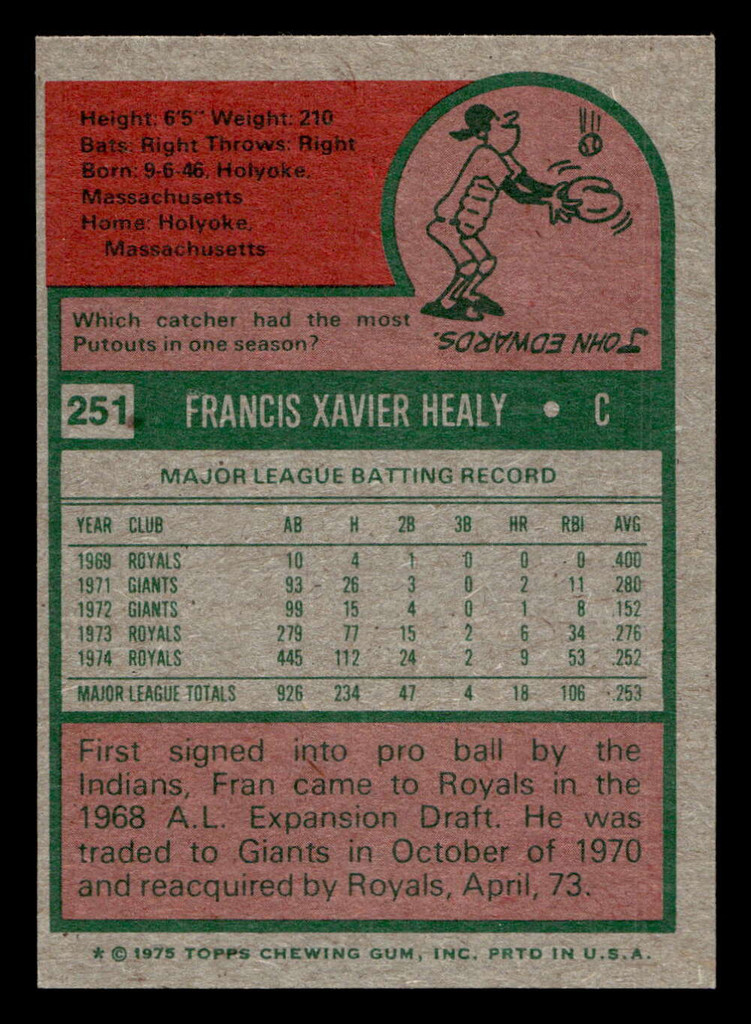 Height: 6'5" Weight: 210
Bats: Right Throws: Right
Born: 9-6-46, Holyoke,
Massachusetts
Home: Holyoke,
Massachusetts
Which catcher had the most
Putouts in one season?
JOHN EDWARDS.
251 FRANCIS XAVIER HEALY • C
MAJOR LEAGUE BATTING RECORD
YEAR CLUB AB H 2B 3B HR RBI AVG
1969 ROYALS 10 4 1 0 0 0 .400
1971 GIANTS 93 26 3 0 2 11 .280
1972 GIANTS 99 15 4 0 1 8 .152
1973 ROYALS 279 77 15 2 6 34 .276
1974 ROYALS 445 112 24 2 9 53 .252
MAJOR LEAGUE TOTALS 926 234 47 4 18 106 .253
First signed into pro ball by the
Indians, Fran came to Royals in the
1968 A.L. Expansion Draft. He was
traded to Giants in October of 1970
and reacquired by Royals, April, 73.
* © 1975 TOPPS CHEWING GUM, INC. PRTD IN U.S.A.